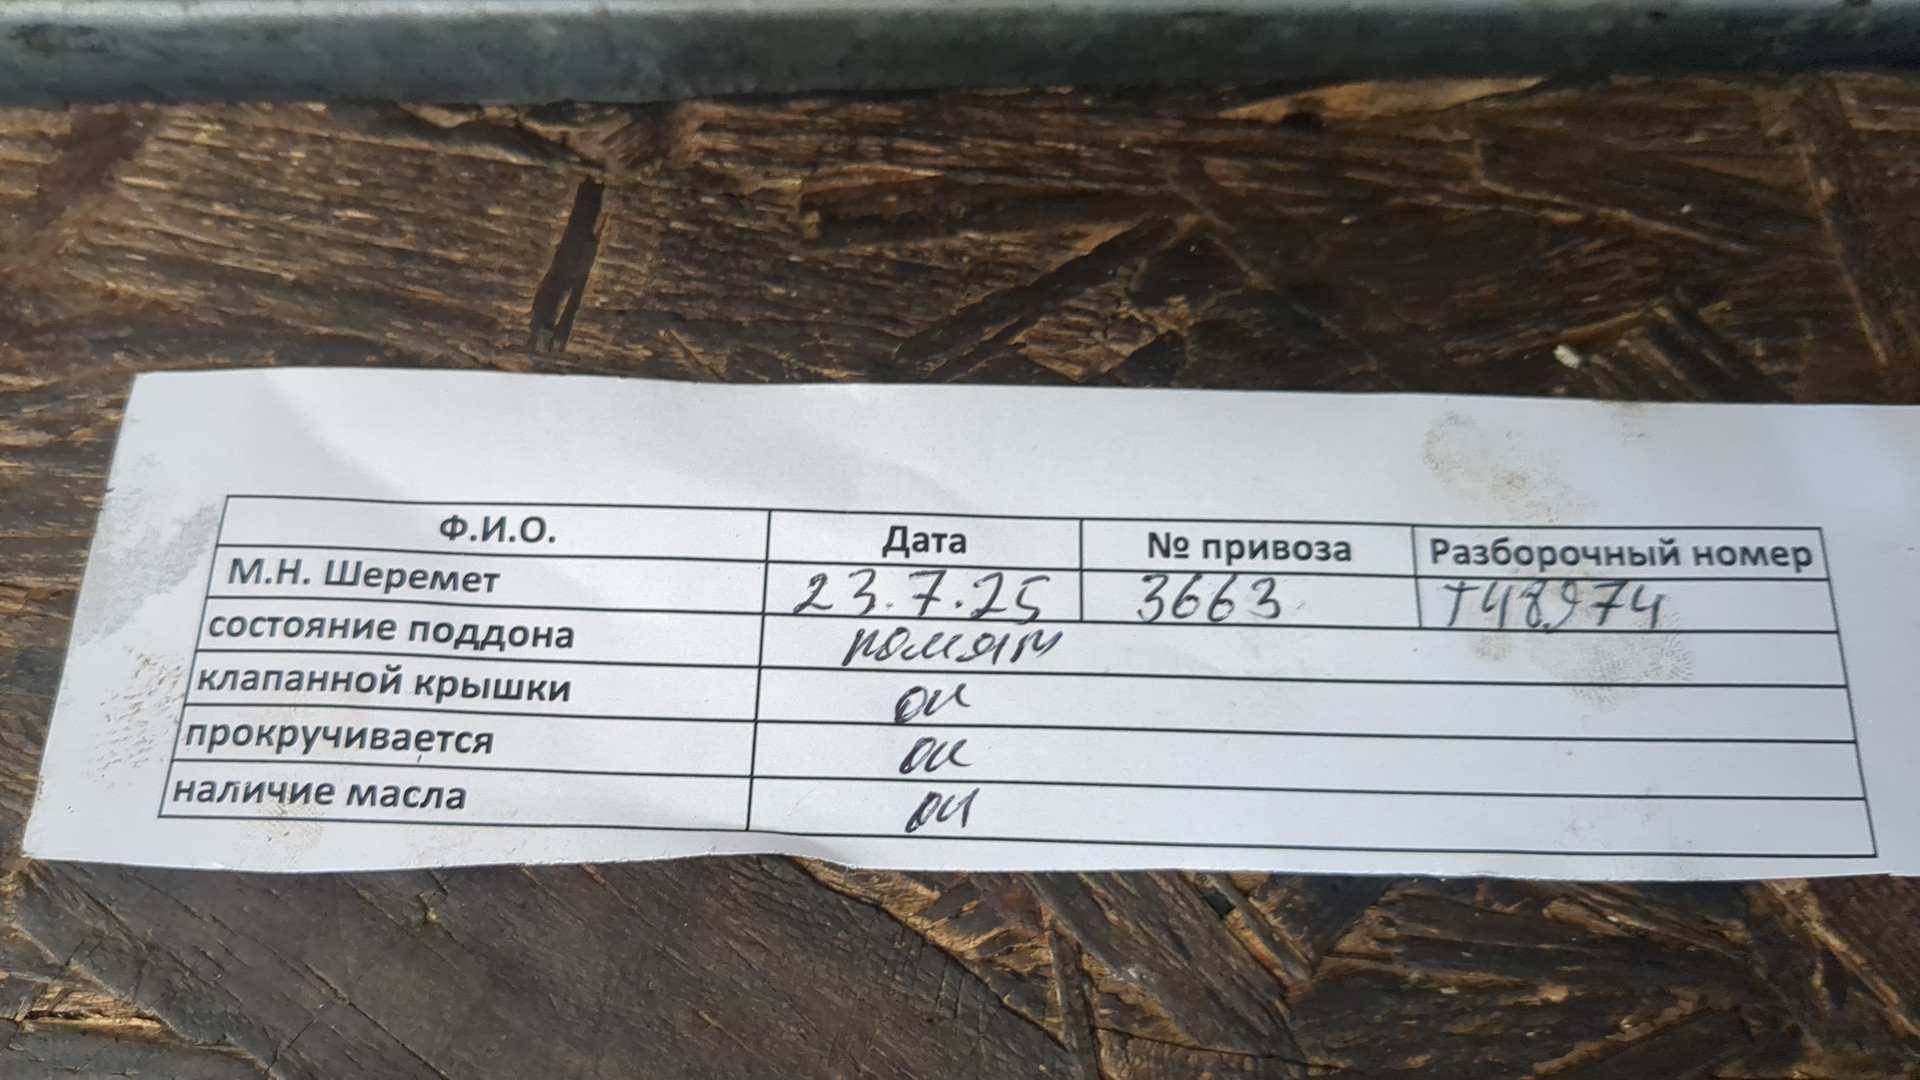 Ф.И.О. Дата № привоза Разборочный номер
М.Н. Шеремет 23.7.25 3663 Т48974
состояние поддона помят
клапанной крышки ок
прокручивается ок
наличие масла ок